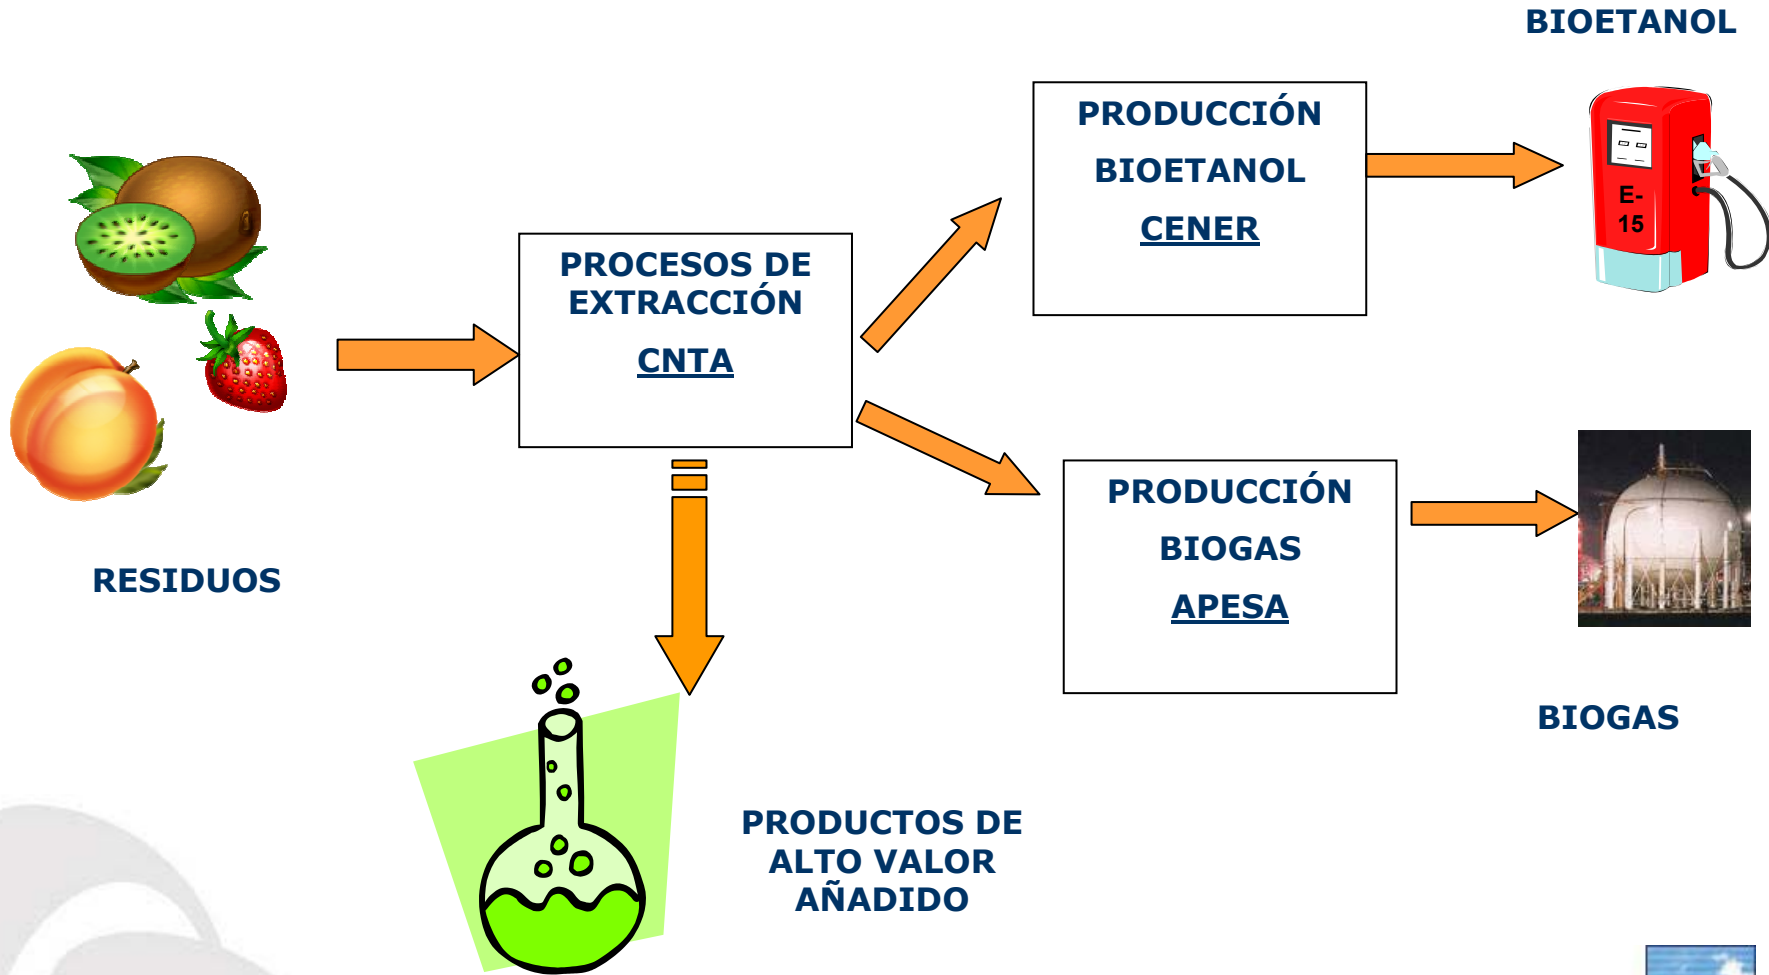 BIOETANOL
PRODUCCIÓN
BIOETANOL
CENER
E-
15
PROCESOS DE
EXTRACCIÓN
CNTA
PRODUCCIÓN
BIOGAS
APESA
RESIDUOS
BIOGAS
PRODUCTOS DE
ALTO VALOR
AÑADIDO